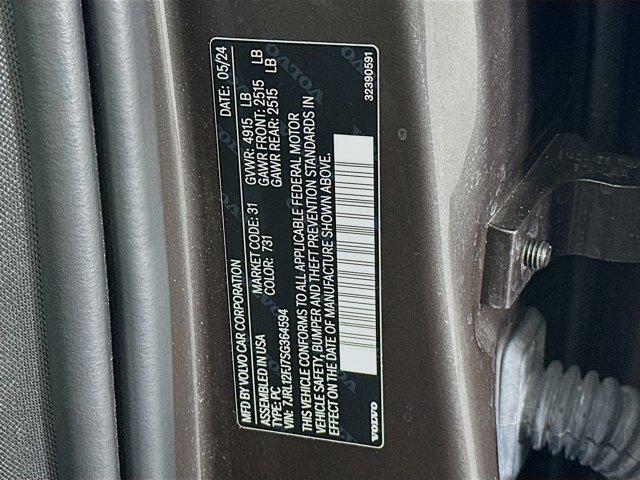 MFD BY VOLVO CAR CORPORATION DATE: 05/24
ASSEMBLED IN USA GVWR: 4915 LB
TYPE: PC MARKET CODE: 31 GAWR FRONT: 2515 LB
VIN: 7JRL12FJ7SG364594 COLOR: 731 GAWR REAR: 2515 LB
THIS VEHICLE CONFORMS TO ALL APPLICABLE FEDERAL MOTOR
VEHICLE SAFETY, BUMPER AND THEFT PREVENTION STANDARDS IN
EFFECT ON THE DATE OF MANUFACTURE SHOWN ABOVE.
VOLVO 32390591